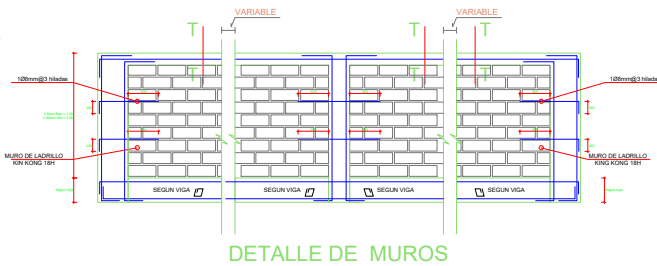 VARIABLE
VARIABLE
T
T
T
T
T
T
1Ø8mm@3 hiladas
1Ø8mm@3 hilada
MURO DE LADRILLO
KIN KONG 18H
MURO DE LADRILLO
KING KONG 18H
SEGUN VIGA
SEGUN VIGA
SEGUN VIGA
SEGUN VIGA
DETALLE DE MUROS